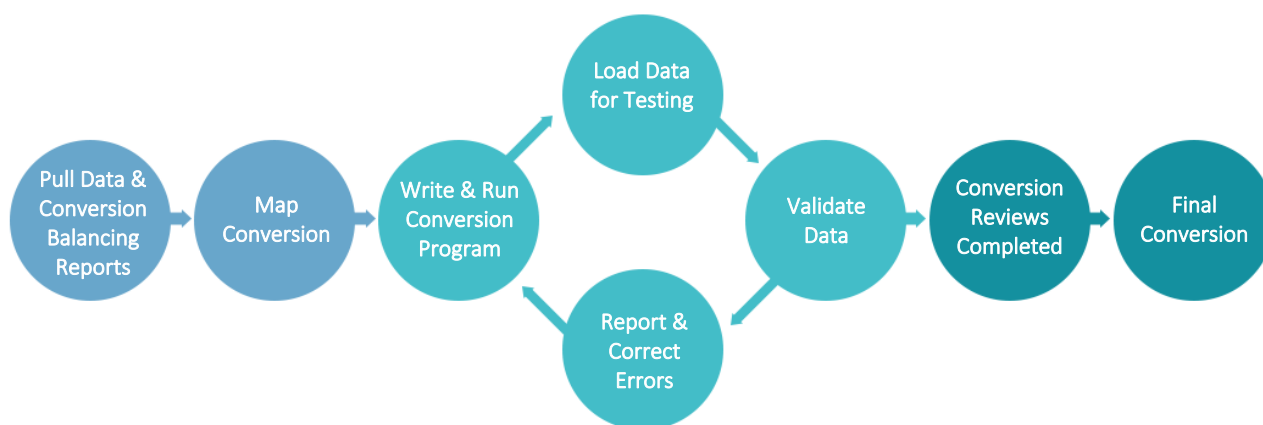 Pull Data &
Conversion
Balancing
Reports
Map
Conversion
Write & Run
Conversion
Program
Load Data
for Testing
Validate
Data
Report &
Correct
Errors
Conversion
Reviews
Completed
Final
Conversion